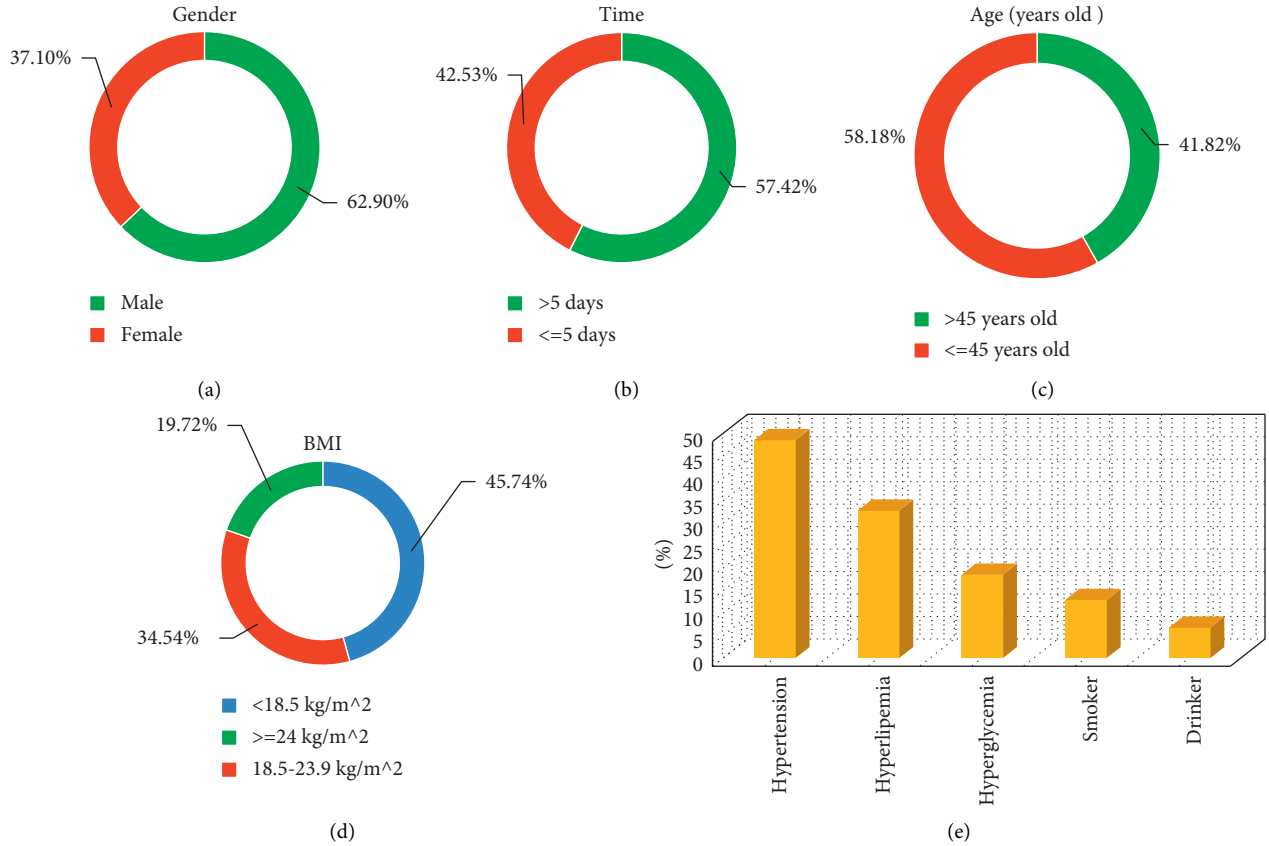 Gender
37.10%
62.90%
Male
Female
(a)
Time
42.53%
57.42%
>5 days
<=5 days
(b)
Age (years old )
58.18%
41.82%
>45 years old
<=45 years old
(c)
BMI
19.72%
45.74%
34.54%
<18.5 kg/m^2
>=24 kg/m^2
18.5-23.9 kg/m^2
(d)
(%)
50
45
40
35
30
25
20
15
10
5
0
Hypertension
Hyperlipemia
Hyperglycemia
Smoker
Drinker
(e)